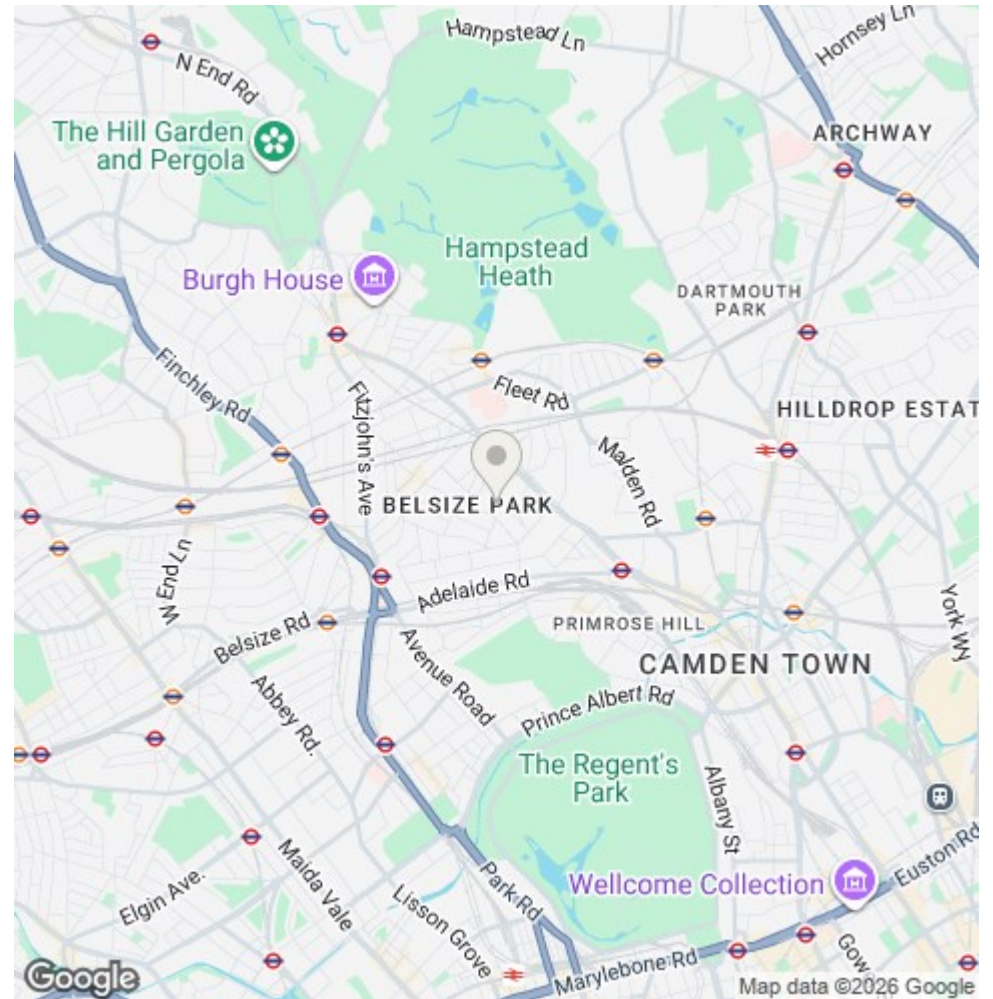 Hampstead Ln
Hornsey Ln
N End Rd
The Hill Garden
and Pergola
ARCHWAY
Hampstead
Heath
Burgh House
DARTMOUTH
PARK
Finchley Rd
Fitzjohn's Ave
Fleet Rd
HILLDROP ESTAT
Malden Rd
BELSIZE PARK
W End Ln
Adelaide Rd
York Wy
Belsize Rd
PRIMROSE HILL
Avenue Road
CAMDEN TOWN
Abbey Rd.
Prince Albert Rd
The Regent's
Park
Albany St
Maida Vale
Elgin Ave.
Park Rd
Euston Rd
Wellcome Collection
Lisson Grove
Gow
Marylebone Rd
Google
Map data ©2026 Google